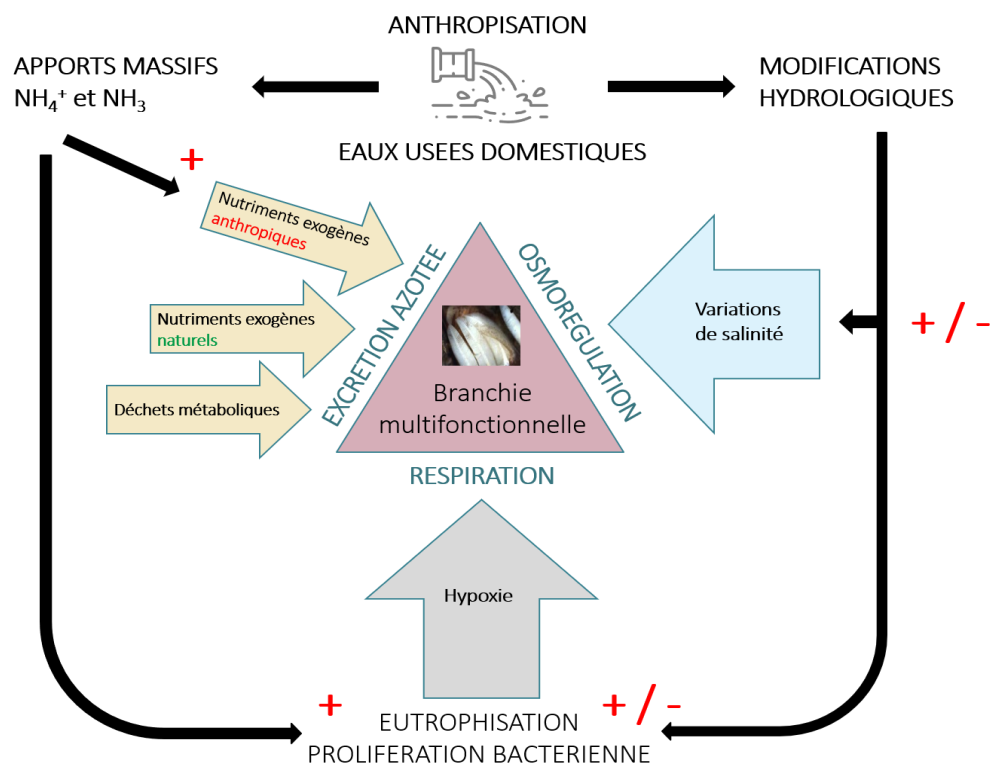 ANTHROPISATION
APPORTS MASSIFS
NH₄⁺ et NH₃
MODIFICATIONS
HYDROLOGIQUES
EAUX USEES DOMESTIQUES
+
Nutriments exogènes
anthropiques
EXCRETION AZOTEE
OSMOREGULATION
Nutriments exogènes
naturels
Variations
de salinité
+ / -
Déchets métaboliques
Branchie
multifonctionnelle
RESPIRATION
Hypoxie
+
+ / -
EUTROPHISATION
PROLIFERATION BACTERIENNE